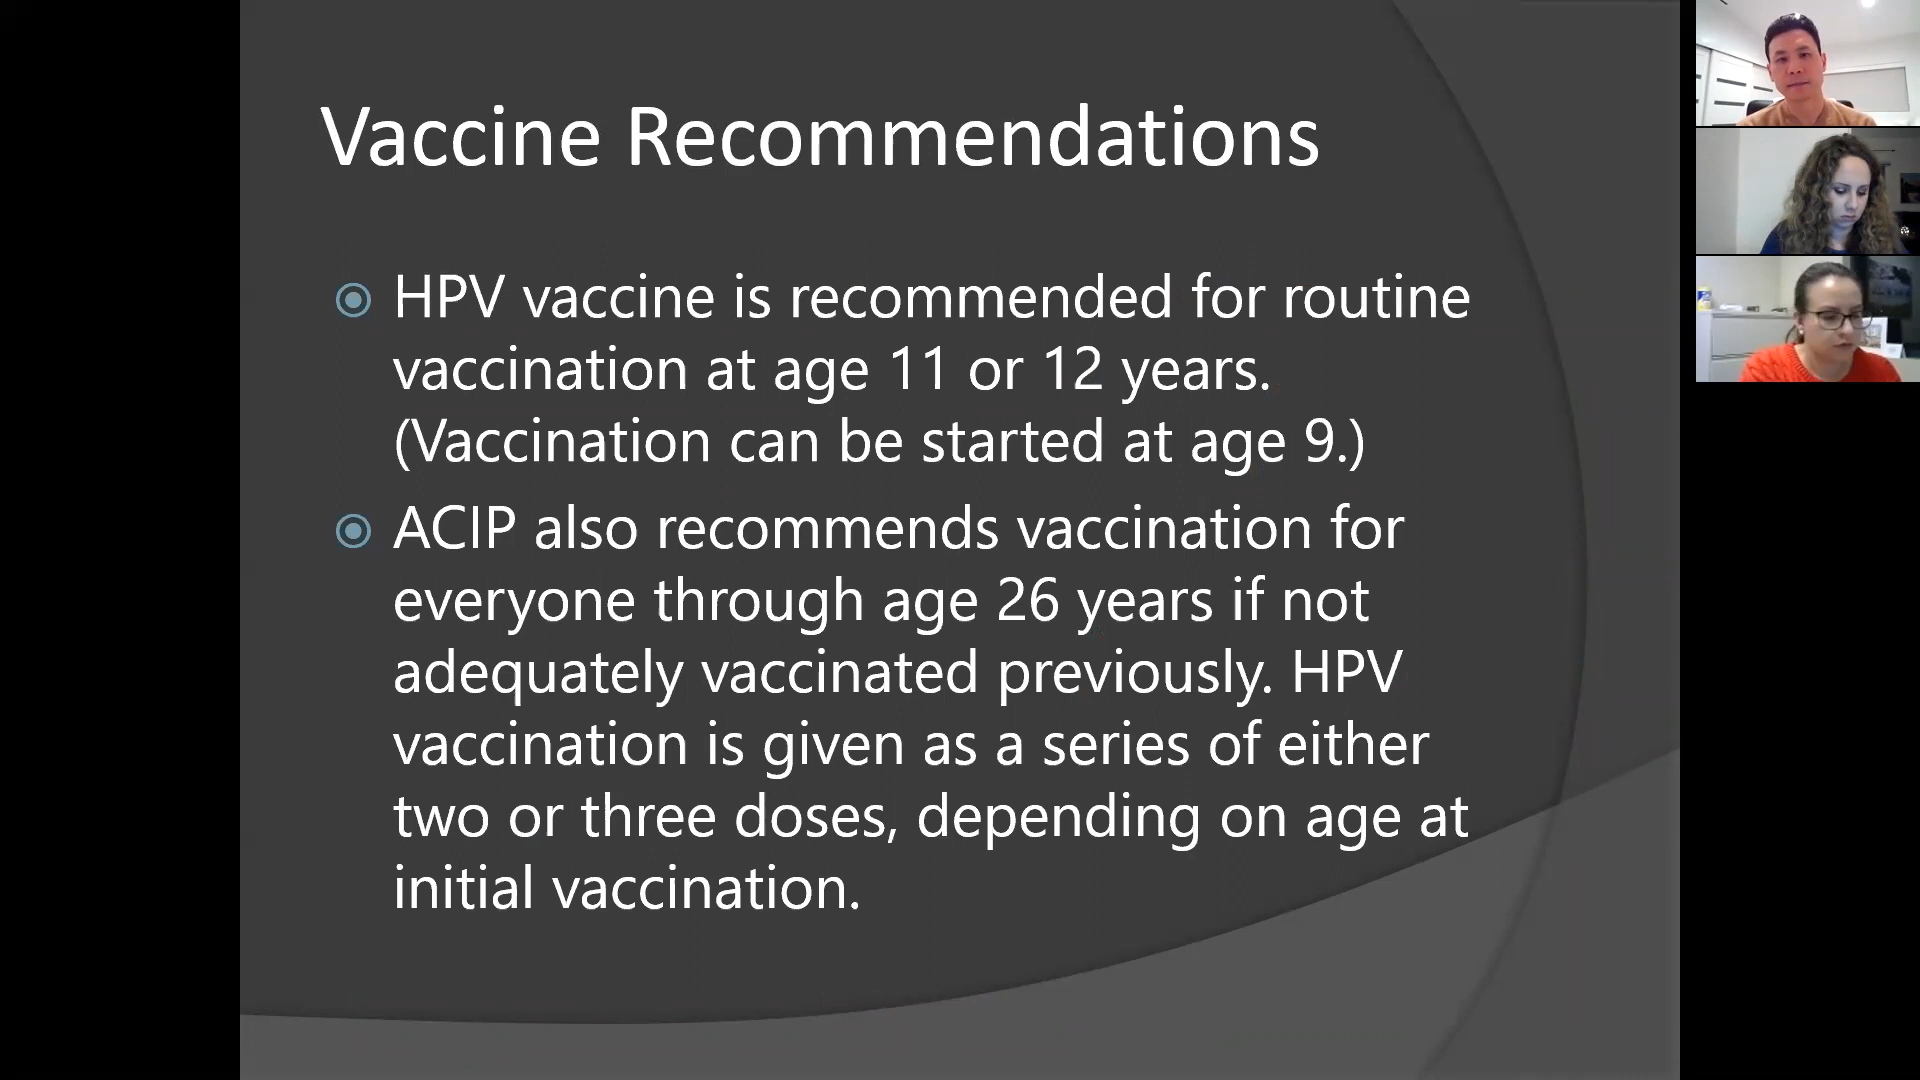 Vaccine Recommendations
HPV vaccine is recommended for routine
vaccination at age 11 or 12 years.
(Vaccination can be started at age 9.)
ACIP also recommends vaccination for
everyone through age 26 years if not
adequately vaccinated previously. HPV
vaccination is given as a series of either
two or three doses, depending on age at
initial vaccination.